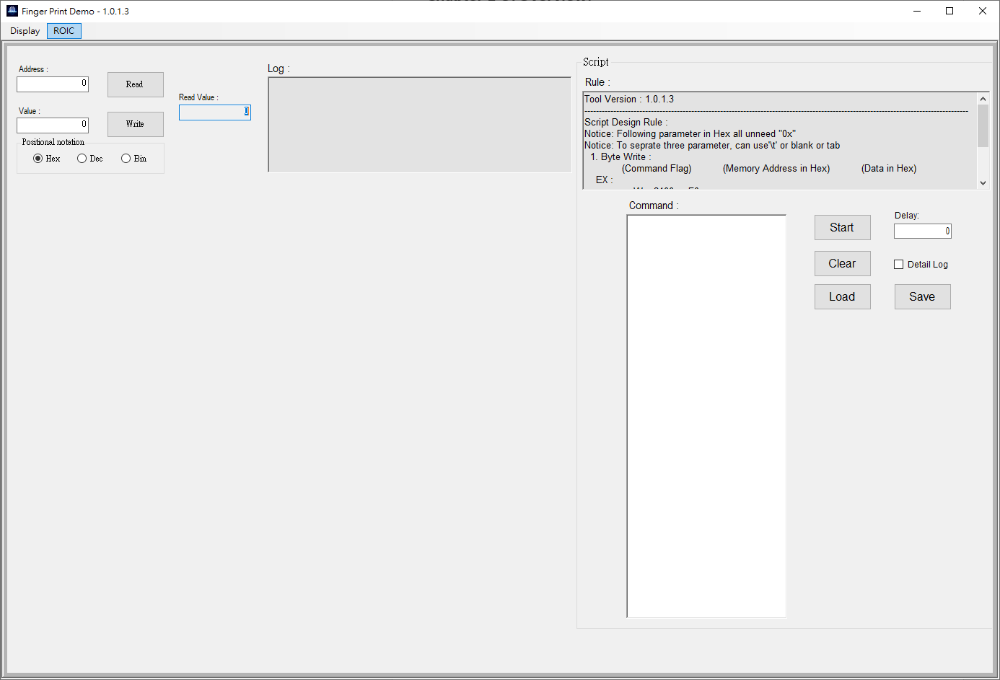 Finger Print Demo - 1.0.1.3
Display ROIC
Address :
0
Read
Value :
0
Write
Positional notation
Hex Dec Bin
Read Value :
0
Log :
Script
Rule :
Tool Version : 1.0.1.3
Script Design Rule :
Notice: Following parameter in Hex all unneed "0x"
Notice: To seprate three parameter, can use'\t' or blank or tab
1. Byte Write :
(Command Flag) (Memory Address in Hex) (Data in Hex)
EX :
Command :
Start
Delay:
0
Clear
Detail Log
Load
Save